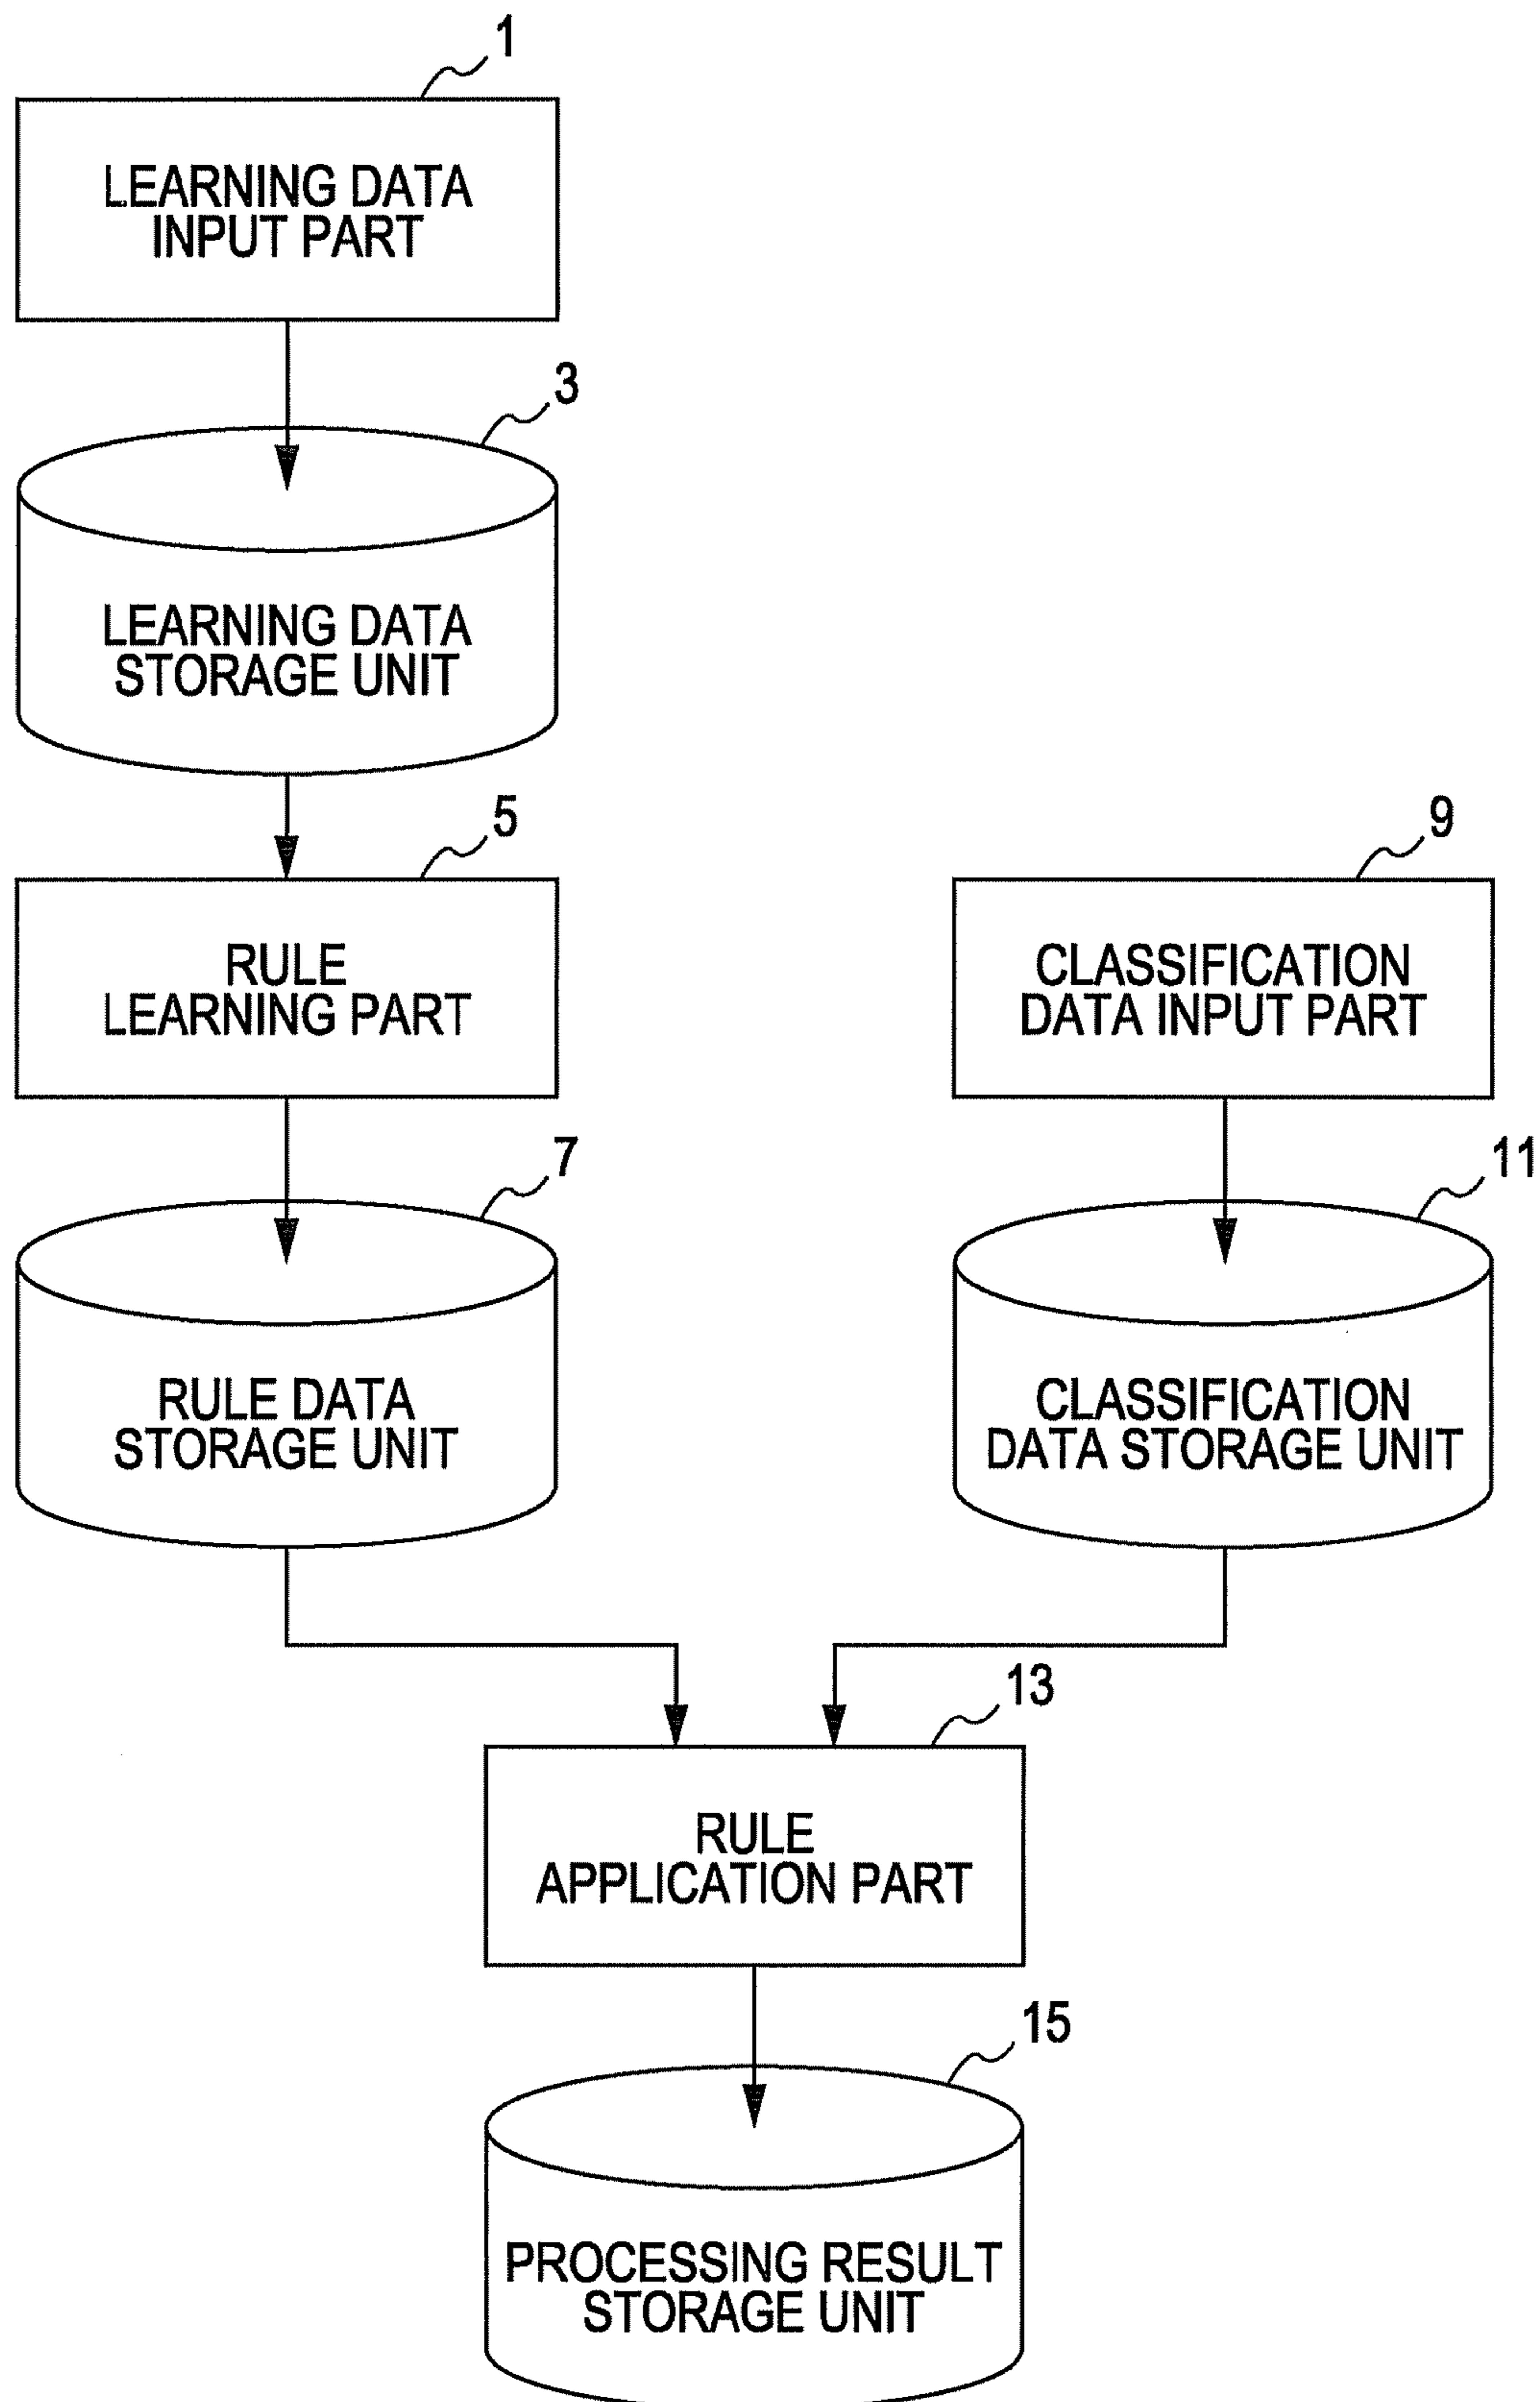 1
LEARNING DATA
INPUT PART
3
LEARNING DATA
STORAGE UNIT
5
RULE
LEARNING PART
9
CLASSIFICATION
DATA INPUT PART
7
RULE DATA
STORAGE UNIT
11
CLASSIFICATION
DATA STORAGE UNIT
13
RULE
APPLICATION PART
15
PROCESSING RESULT
STORAGE UNIT